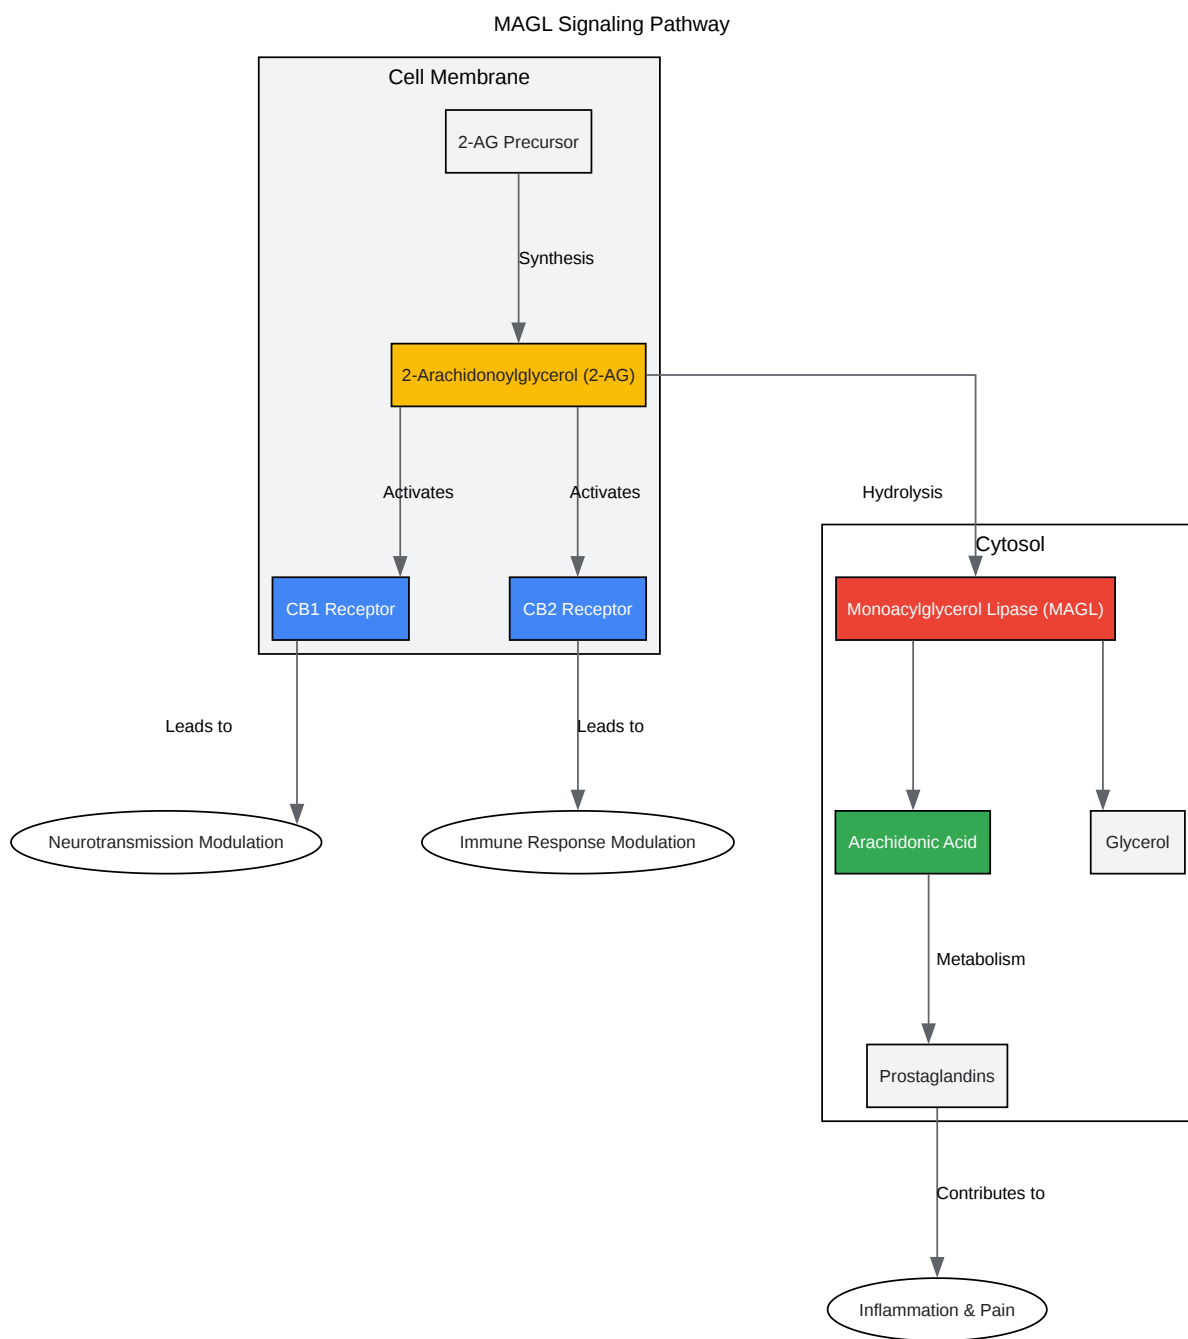 MAGL Signaling Pathway
Cell Membrane
2-AG Precursor
Synthesis
2-Arachidonoylglycerol (2-AG)
Activates
Activates
Hydrolysis
Cytosol
CB1 Receptor
CB2 Receptor
Monoacylglycerol Lipase (MAGL)
Leads to
Leads to
Neurotransmission Modulation
Immune Response Modulation
Arachidonic Acid
Glycerol
Metabolism
Prostaglandins
Contributes to
Inflammation & Pain